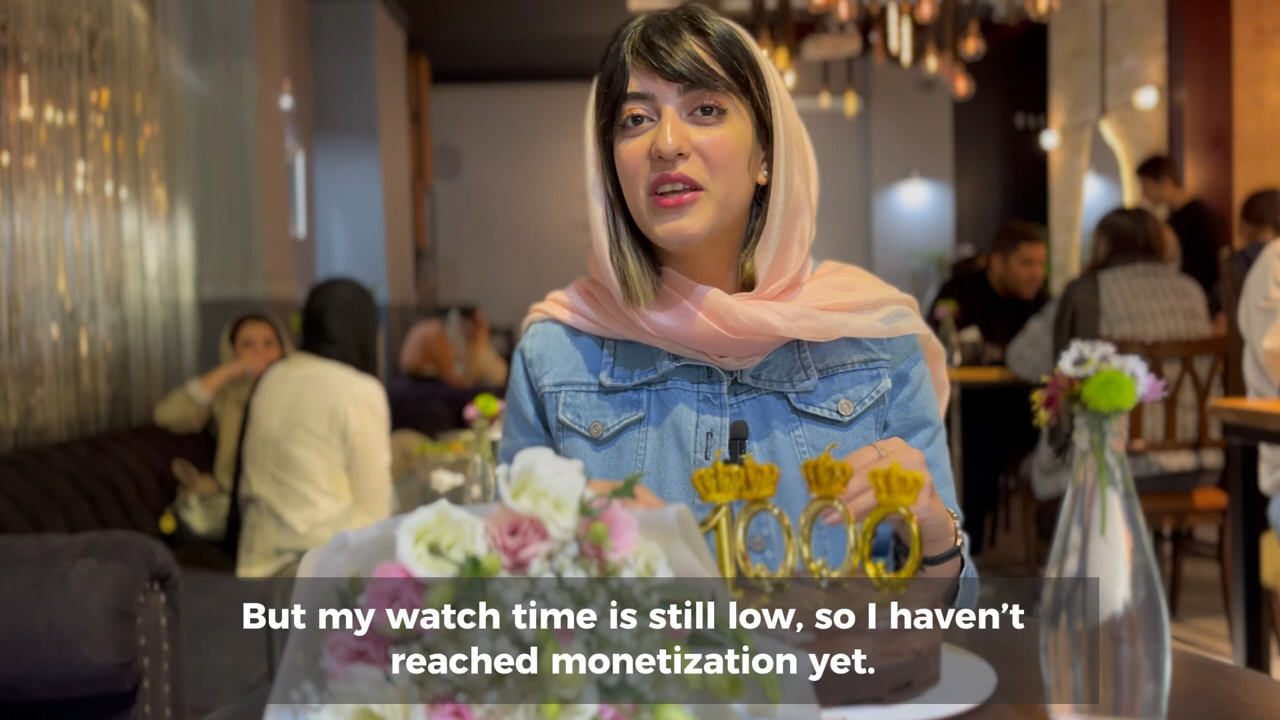 1000
But my watch time is still low, so I haven’t
reached monetization yet.